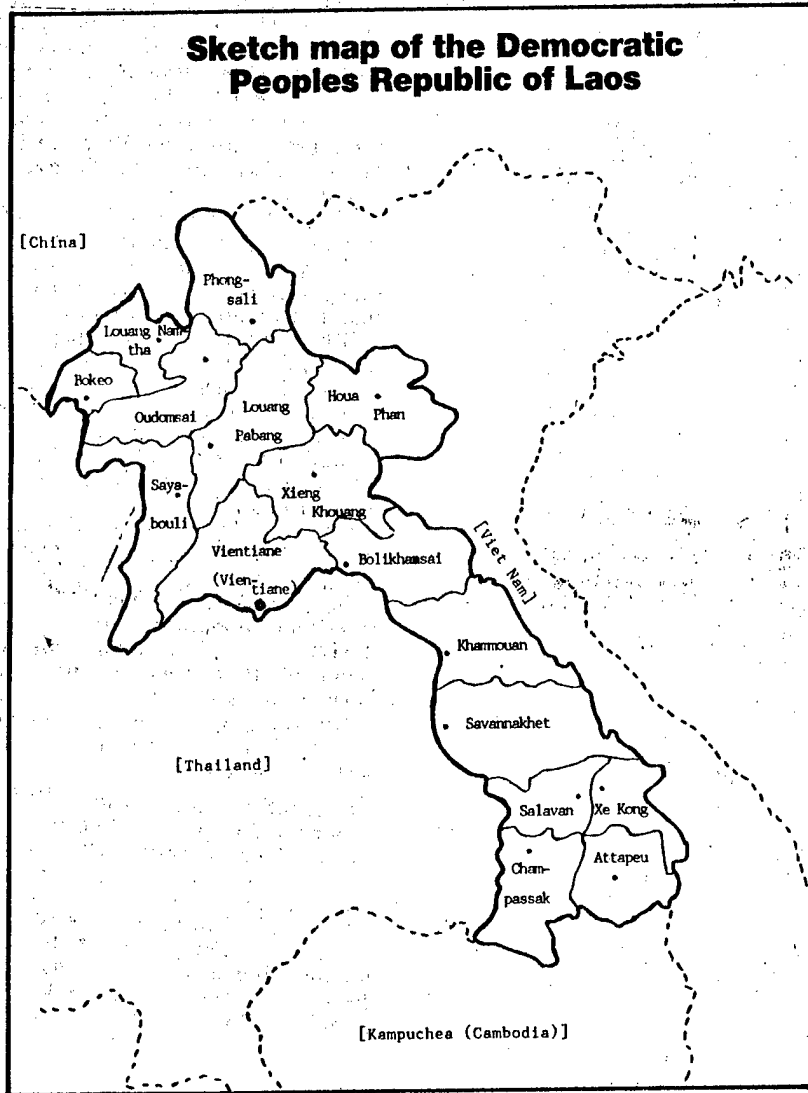 Sketch map of the Democratic
Peoples Republic of Laos
[China]
Phong-
sali
Louang Nam-
tha
Bokeo
Oudomsai
Louang
Pabang
Houa
Phan
Saya-
bouli
Xieng
Khouang
Vientiane
(Vien-
tiane)
Bolikhamsai
[Viet Nam]
Khammouan
Savannakhet
[Thailand]
Salavan
Xe Kong
Attapeu
Cham-
passak
[Kampuchea (Cambodia)]